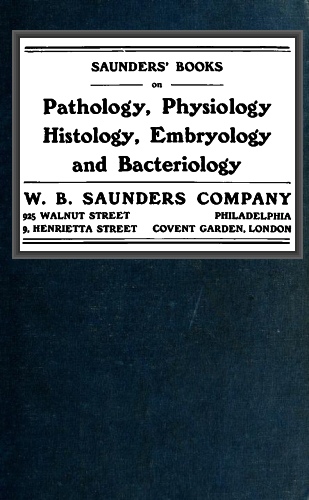 SAUNDERS' BOOKS
on
Pathology, Physiology
Histology, Embryology
and Bacteriology
W. B. SAUNDERS COMPANY
925 WALNUT STREET PHILADELPHIA
9, HENRIETTA STREET COVENT GARDEN, LONDON